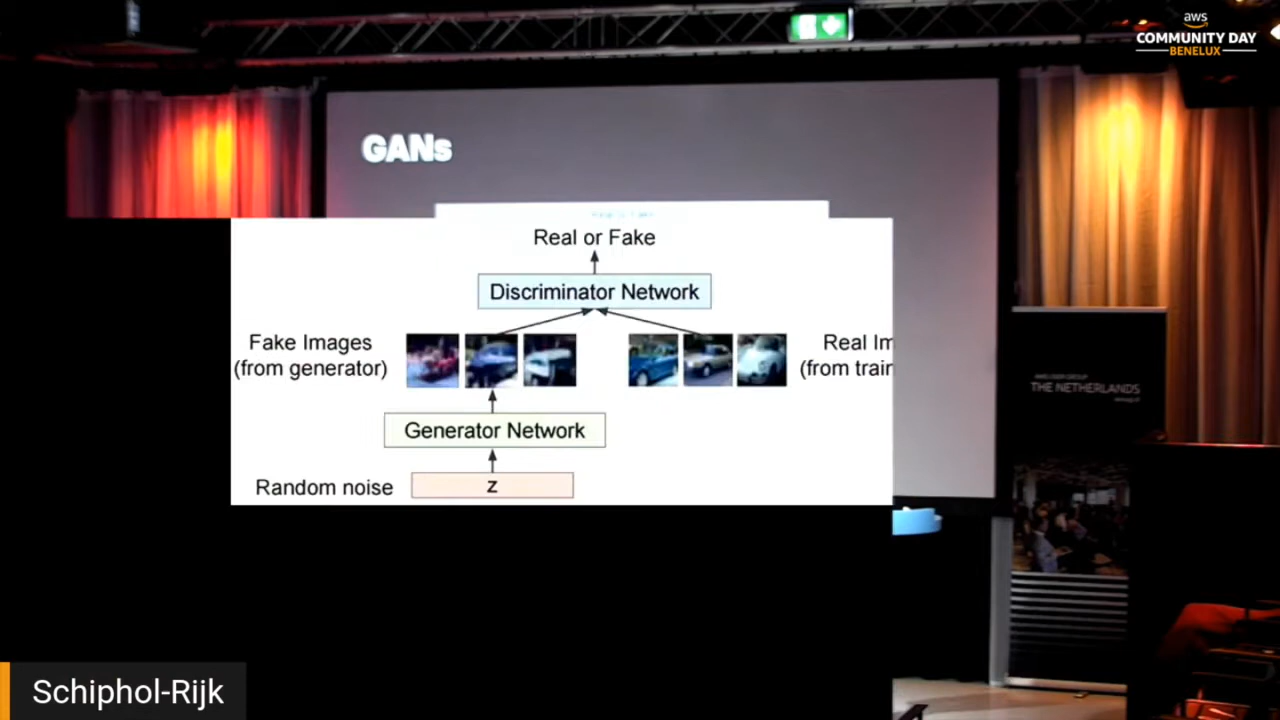 aws
COMMUNITY DAY
BENELUX
GANs
Real or Fake
Discriminator Network
Fake Images
(from generator)
Real Im
(from trair
Generator Network
Random noise
z
THE NETHERLANDS
Schiphol-Rijk